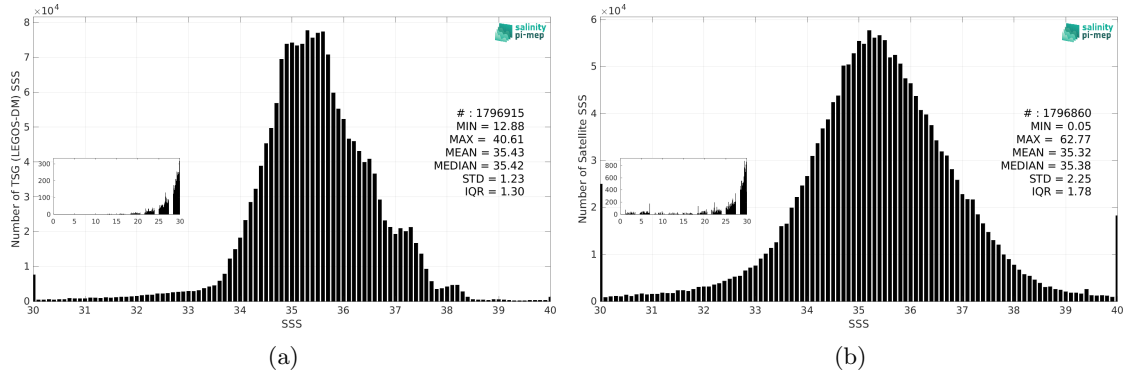 ×10⁴
8
7
6
5
4
3
2
1
0
Number of TSG (LEGOS-DM) SSS
salinity
pi-mep
# : 1796915
MIN = 12.88
MAX = 40.61
MEAN = 35.43
MEDIAN = 35.42
STD = 1.23
IQR = 1.30
300
200
100
0
0 5 10 15 20 25 30
30 31 32 33 34 35 36 37 38 39 40
SSS
(a)
×10⁴
6
5
4
3
2
1
0
Number of Satellite SSS
salinity
pi-mep
# : 1796860
MIN = 0.05
MAX = 62.77
MEAN = 35.32
MEDIAN = 35.38
STD = 2.25
IQR = 1.78
800
600
400
200
0
0 5 10 15 20 25 30
30 31 32 33 34 35 36 37 38 39 40
SSS
(b)